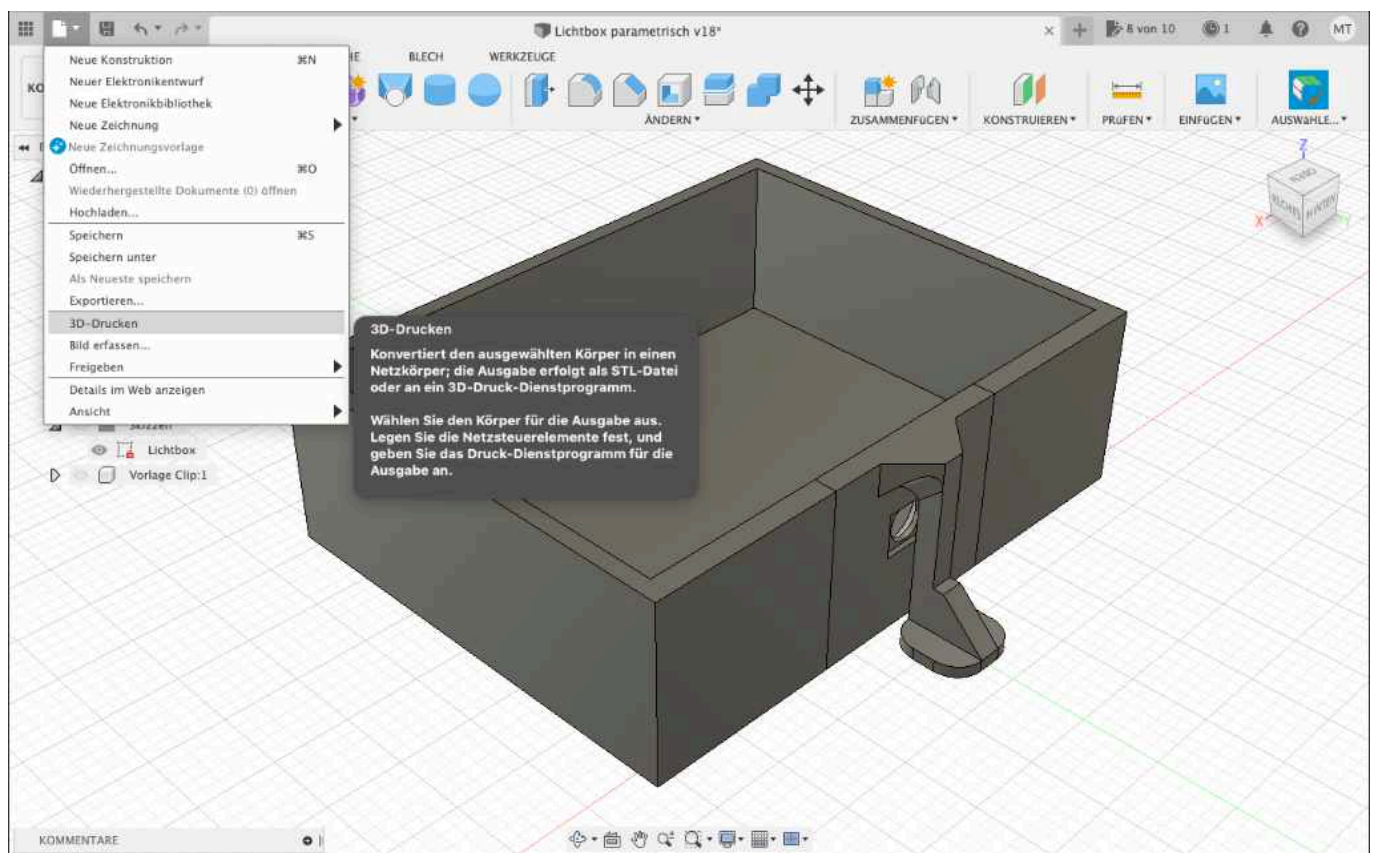 Lichtbox parametrisch v18*
8 von 10
1
MT
BLECH
WERKZEUGE
KO
ÄNDERN
ZUSAMMENFüGEN
KONSTRUIEREN
PRüFEN
EINFüGEN
AUSWäHLE...
Neue Konstruktion ⌘N
Neuer Elektronikentwurf
Neue Elektronikbibliothek
Neue Zeichnung
Neue Zeichnungsvorlage
Öffnen... ⌘O
Wiederhergestellte Dokumente (0) öffnen
Hochladen...
Speichern ⌘S
Speichern unter
Als Neueste speichern
Exportieren...
3D-Drucken
Bild erfassen...
Freigeben
Details im Web anzeigen
Ansicht
3D-Drucken
Konvertiert den ausgewählten Körper in einen
Netzkörper; die Ausgabe erfolgt als STL-Datei
oder an ein 3D-Druck-Dienstprogramm.
Wählen Sie den Körper für die Ausgabe aus.
Legen Sie die Netzsteuerelemente fest, und
geben Sie das Druck-Dienstprogramm für die
Ausgabe an.
Lichtbox
Vorlage Clip:1
Z
OBEN
RECHTS
HINTEN
X
Y
KOMMENTARE